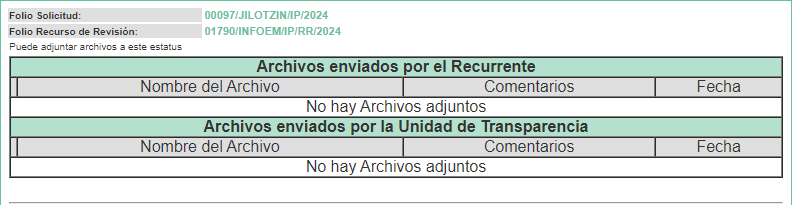 Folio Solicitud: 00097/JILOTZIN/IP/2024
Folio Recurso de Revisión: 01790/INFOEM/IP/RR/2024
Puede adjuntar archivos a este estatus
Archivos enviados por el Recurrente
Nombre del Archivo Comentarios Fecha
No hay Archivos adjuntos
Archivos enviados por la Unidad de Transparencia
Nombre del Archivo Comentarios Fecha
No hay Archivos adjuntos